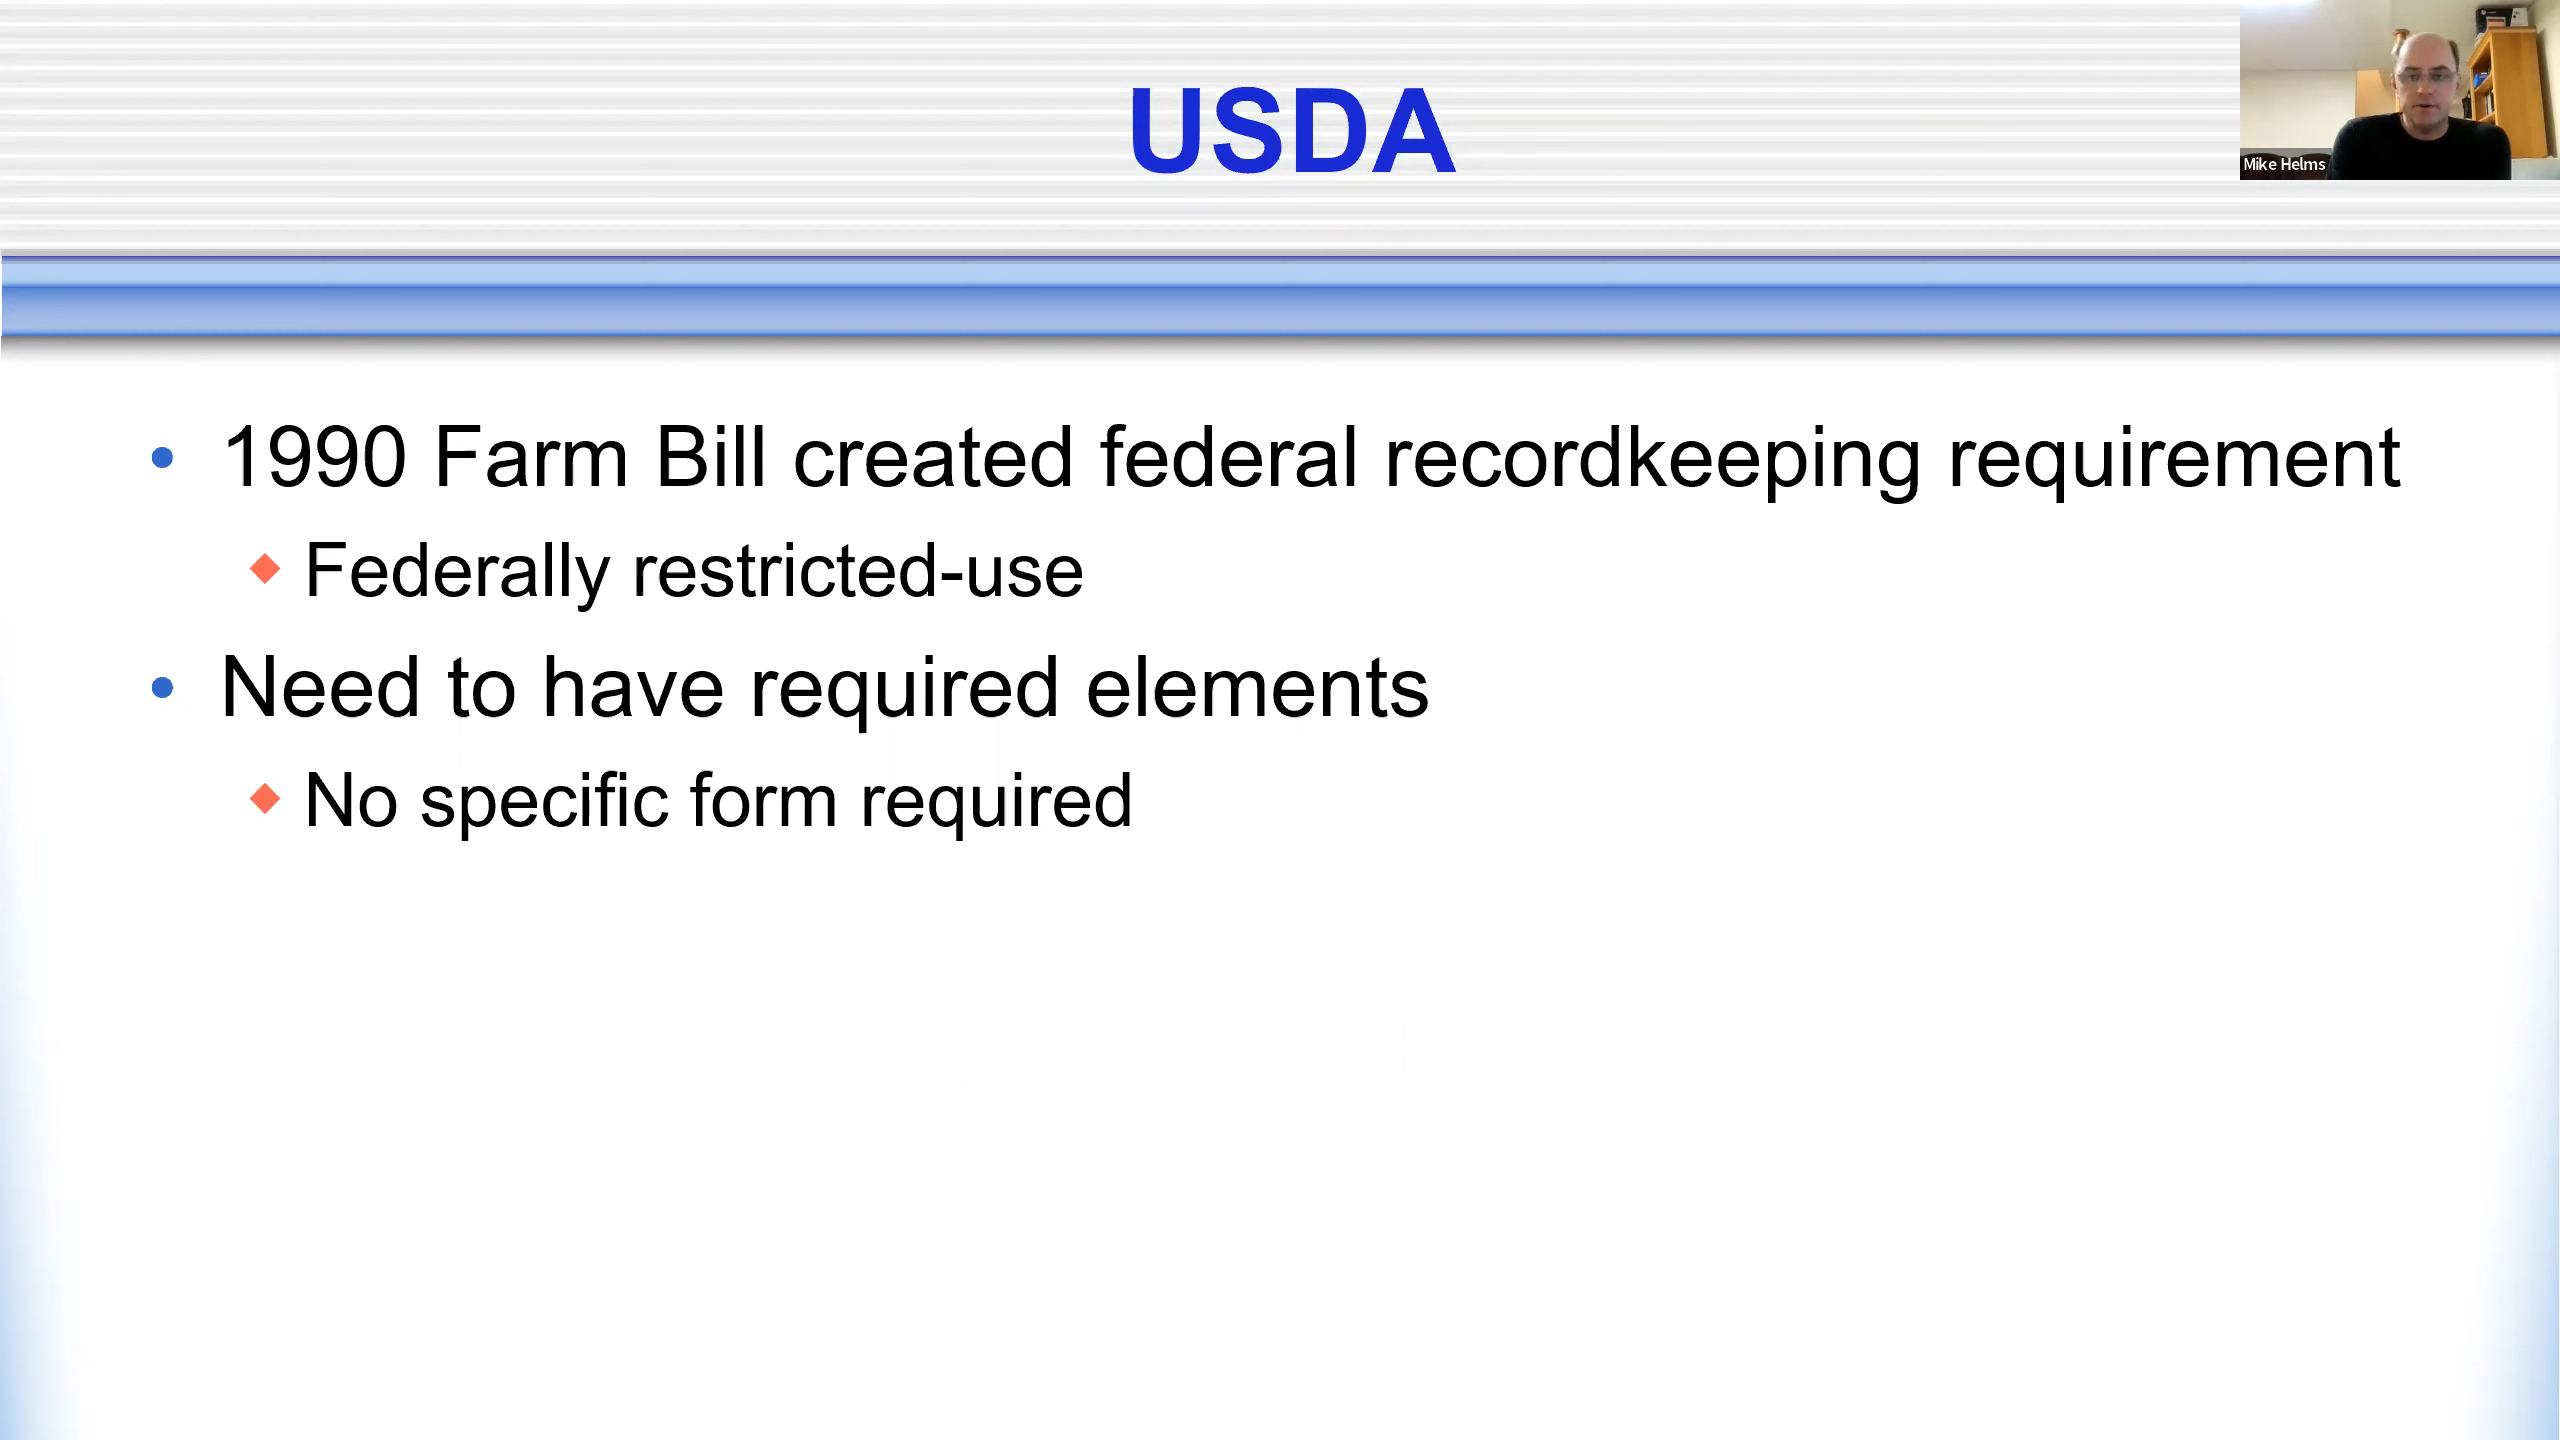 USDA
Mike Helms
• 1990 Farm Bill created federal recordkeeping requirement
◆ Federally restricted-use
• Need to have required elements
◆ No specific form required